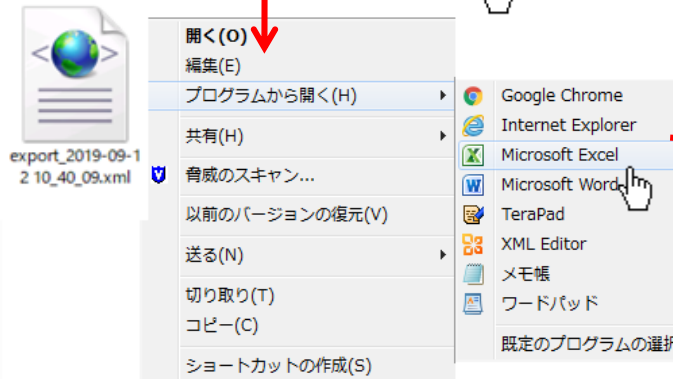 export_2019-09-1
2 10_40_09.xml
開く(O)
編集(E)
プログラムから開く(H)
共有(H)
脅威のスキャン...
以前のバージョンの復元(V)
送る(N)
切り取り(T)
コピー(C)
ショートカットの作成(S)
Google Chrome
Internet Explorer
Microsoft Excel
Microsoft Word
TeraPad
XML Editor
メモ帳
ワードパッド
既定のプログラムの選択